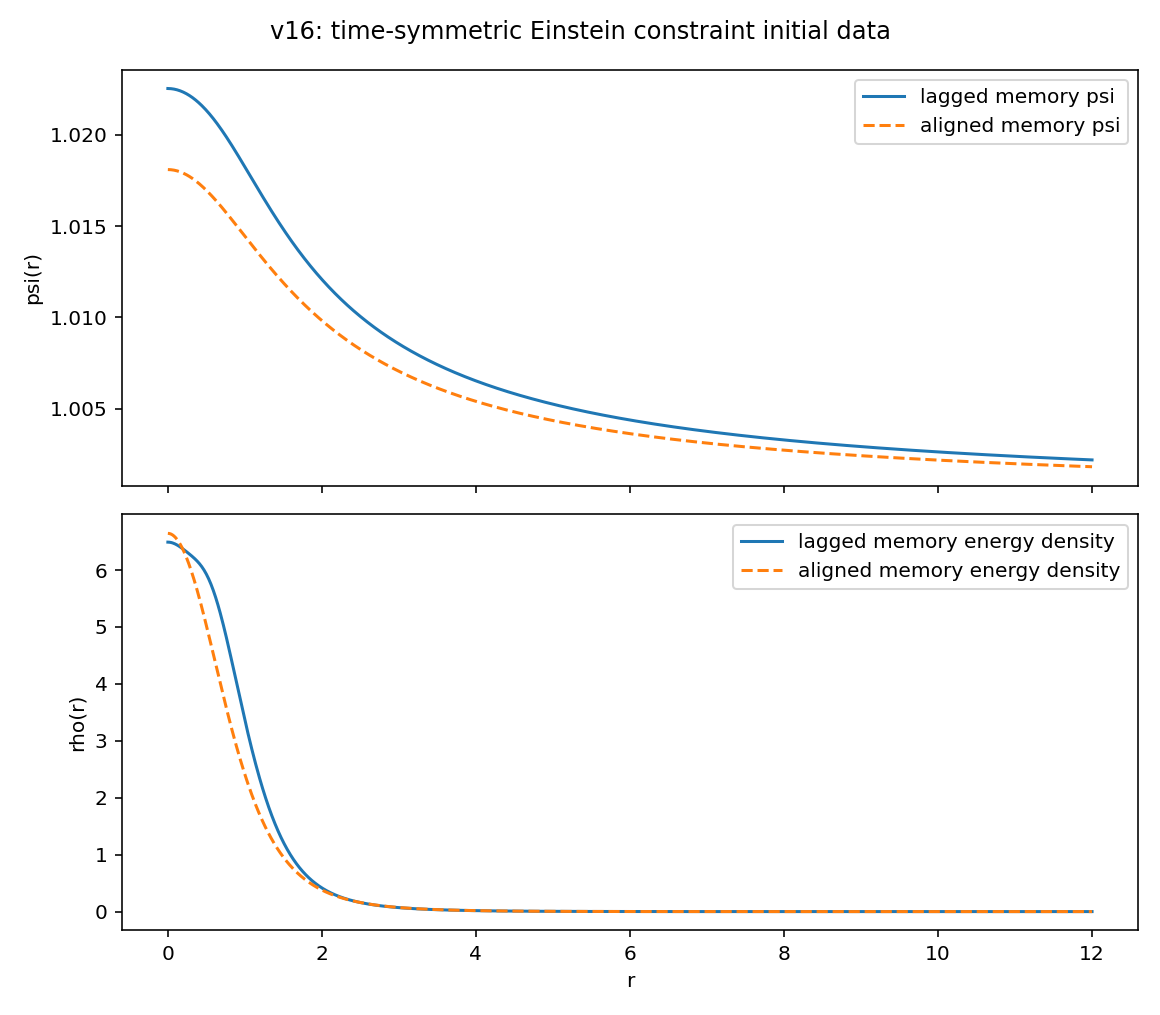 v16: time-symmetric Einstein constraint initial data
lagged memory psi
aligned memory psi
psi(r)
1.020
1.015
1.010
1.005
lagged memory energy density
aligned memory energy density
rho(r)
6
5
4
3
2
1
0
0 2 4 6 8 10 12
r